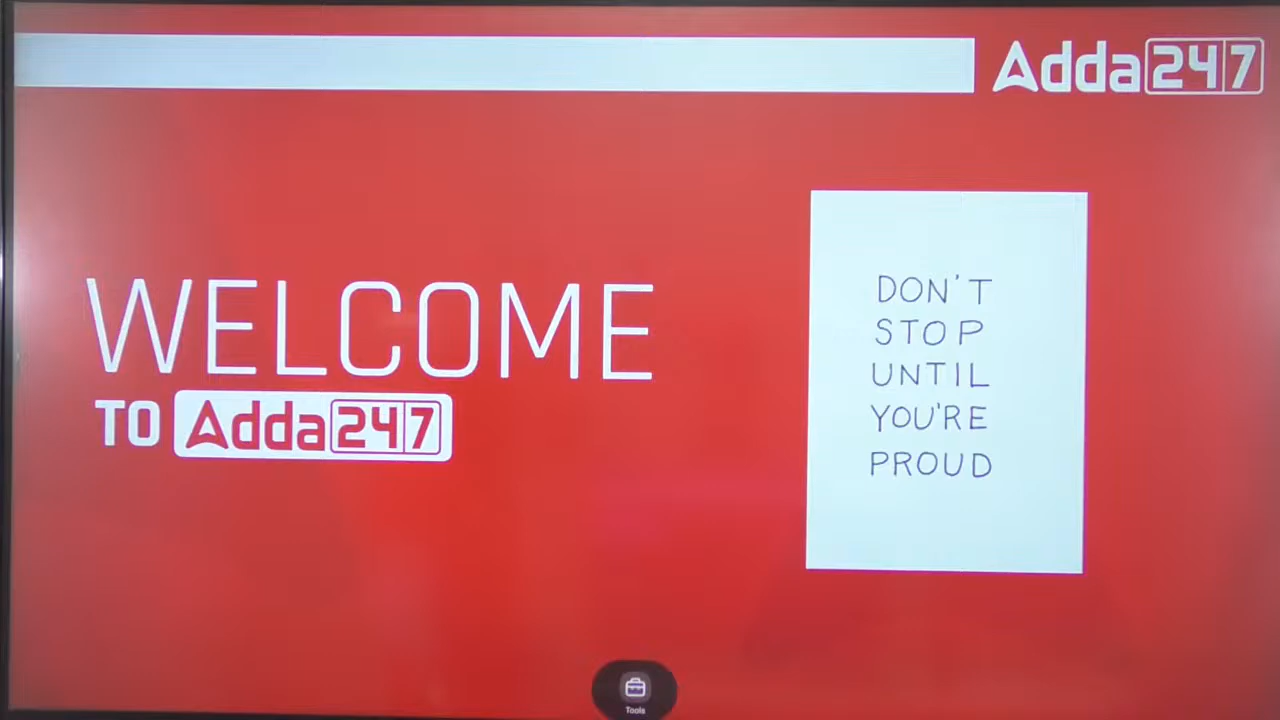 Adda247
WELCOME
TO Adda247
DON'T
STOP
UNTIL
YOU'RE
PROUD
Tools